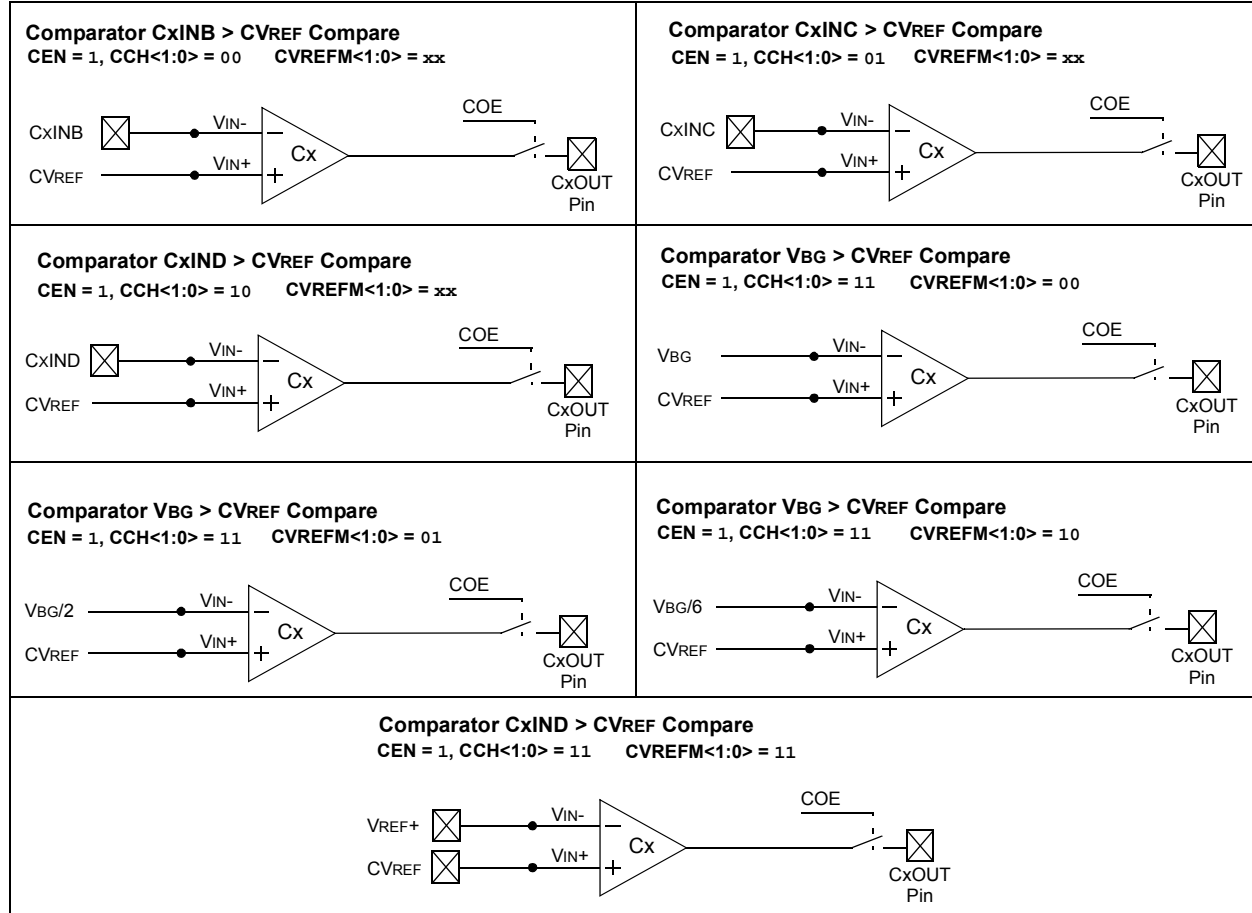 Comparator CxINB > CVREF Compare
CEN = 1, CCH<1:0> = 00 CVREFM<1:0> = xx
COE
CxINB
VIN-
–
Cx
CVREF
VIN+
+
CxOUT
Pin
Comparator CxINC > CVREF Compare
CEN = 1, CCH<1:0> = 01 CVREFM<1:0> = xx
COE
CxINC
VIN-
–
Cx
CVREF
VIN+
+
CxOUT
Pin
Comparator CxIND > CVREF Compare
CEN = 1, CCH<1:0> = 10 CVREFM<1:0> = xx
COE
CxIND
VIN-
–
Cx
CVREF
VIN+
+
CxOUT
Pin
Comparator VBG > CVREF Compare
CEN = 1, CCH<1:0> = 11 CVREFM<1:0> = 00
COE
VBG
VIN-
–
Cx
CVREF
VIN+
+
CxOUT
Pin
Comparator VBG > CVREF Compare
CEN = 1, CCH<1:0> = 11 CVREFM<1:0> = 01
COE
VBG/2
VIN-
–
Cx
CVREF
VIN+
+
CxOUT
Pin
Comparator VBG > CVREF Compare
CEN = 1, CCH<1:0> = 11 CVREFM<1:0> = 10
COE
VBG/6
VIN-
–
Cx
CVREF
VIN+
+
CxOUT
Pin
Comparator CxIND > CVREF Compare
CEN = 1, CCH<1:0> = 11 CVREFM<1:0> = 11
COE
VREF+
VIN-
–
Cx
CVREF
VIN+
+
CxOUT
Pin